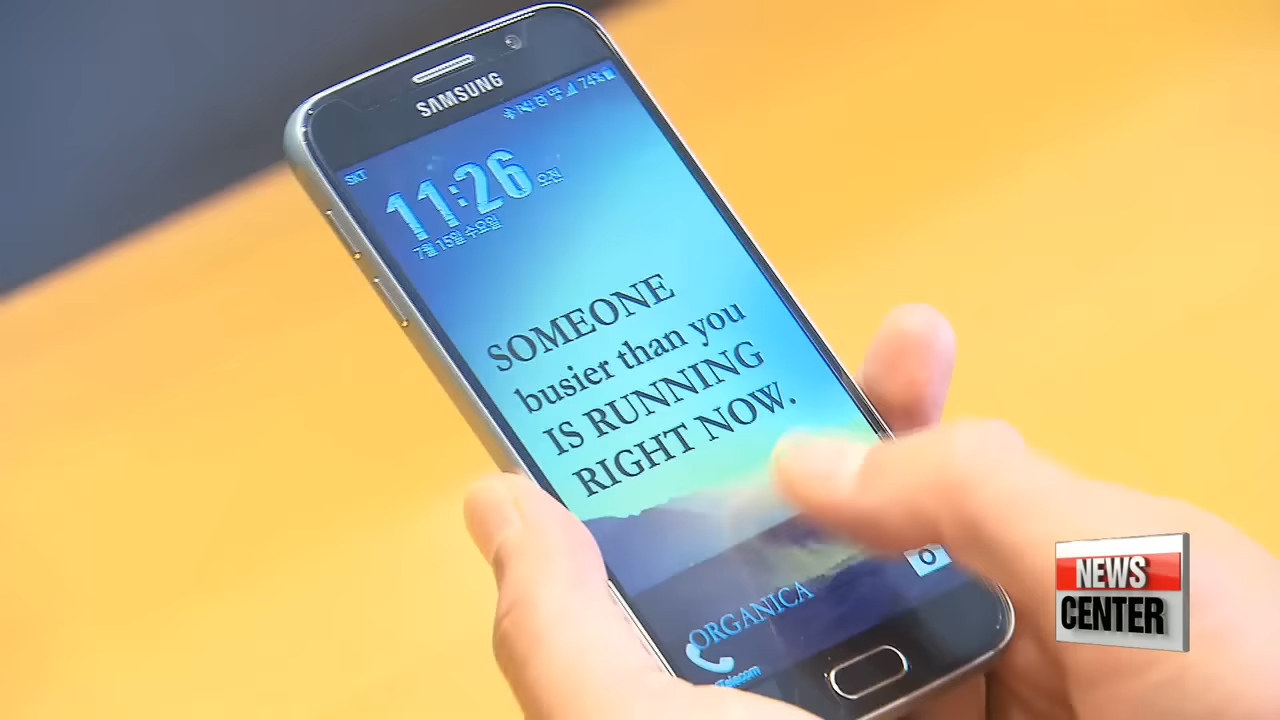 SAMSUNG
74%
SKT
11:26 오전
7월 15일 수요일
SOMEONE
busier than you
IS RUNNING
RIGHT NOW.
ORGANICA
Telecom
NEWS
CENTER